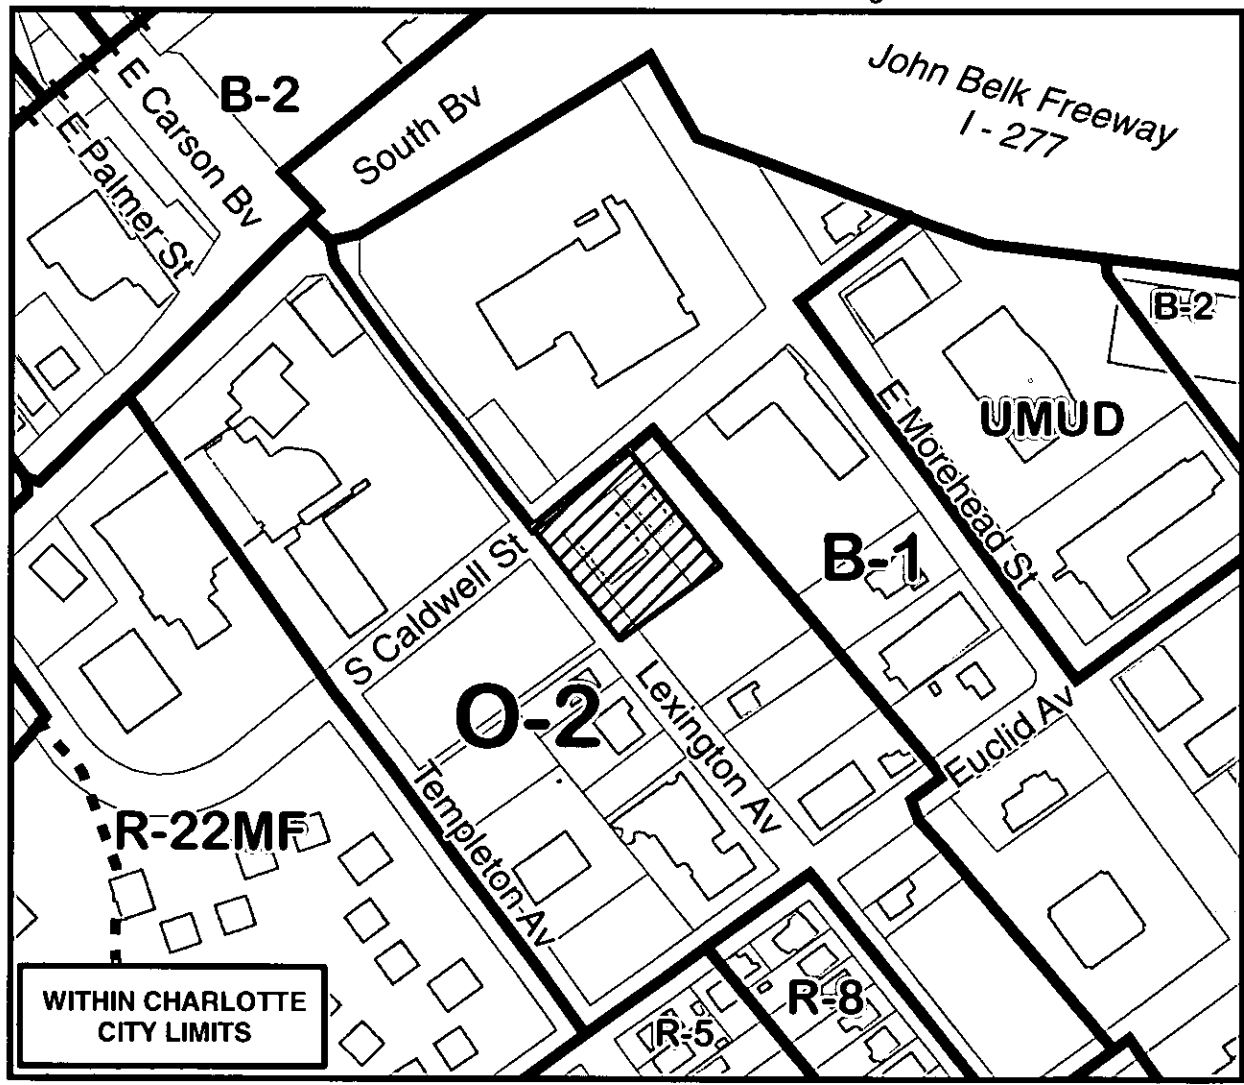 John Belk Freeway
I - 277
B-2
E Carson Bv
South Bv
E Palmer St
B-2
UMUD
E Morehead St
B-1
S Caldwell St
O-2
Lexington Av
Euclid Av
Templeton Av
R-22MF
R-8
R-5
WITHIN CHARLOTTE
CITY LIMITS